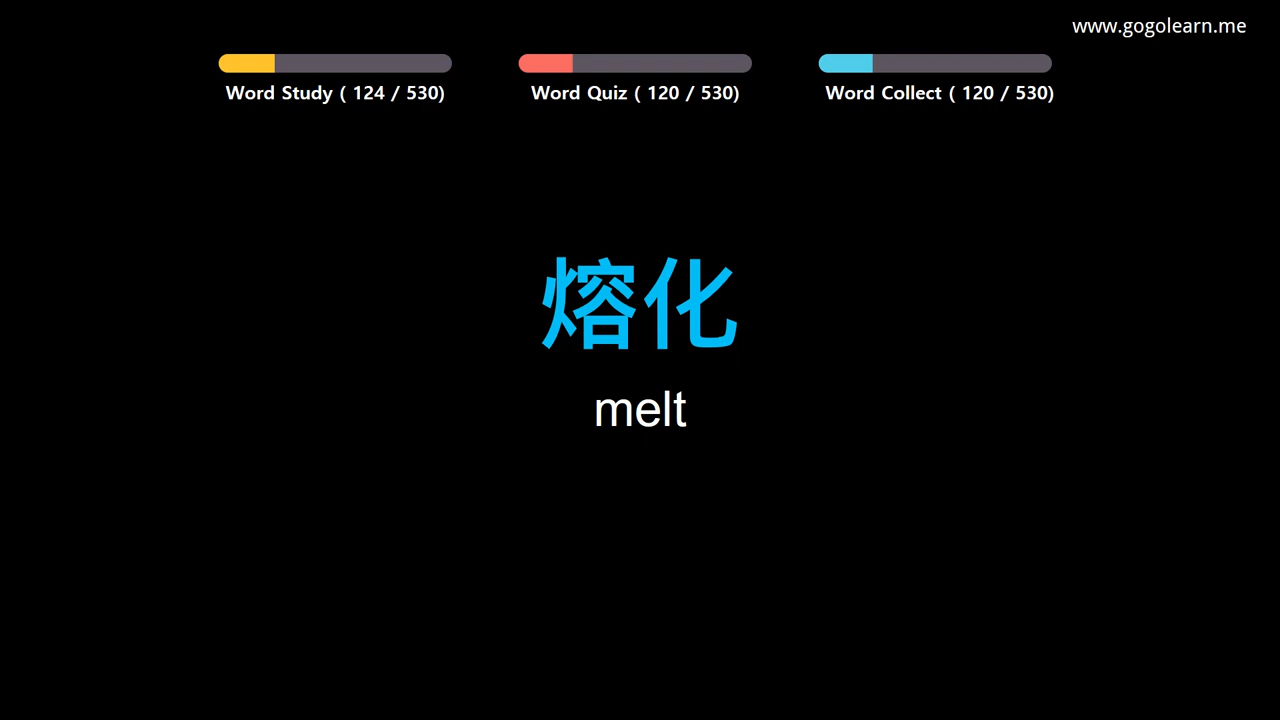 www.gogolearn.me
Word Study ( 124 / 530)
Word Quiz ( 120 / 530)
Word Collect ( 120 / 530)
熔化
melt